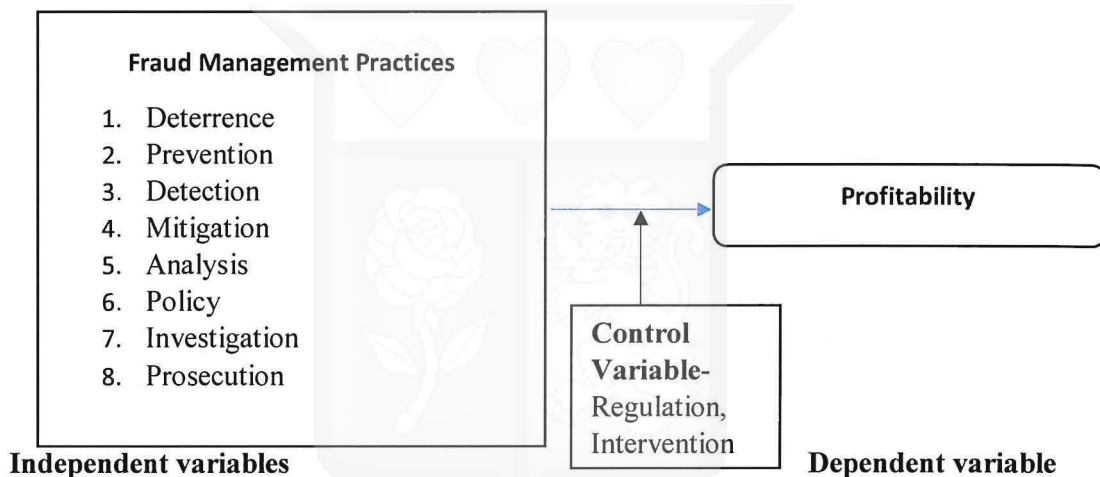 Fraud Management Practices
1. Deterrence
2. Prevention
3. Detection
4. Mitigation
5. Analysis
6. Policy
7. Investigation
8. Prosecution
Profitability
Control
Variable-
Regulation,
Intervention
Independent variables
Dependent variable